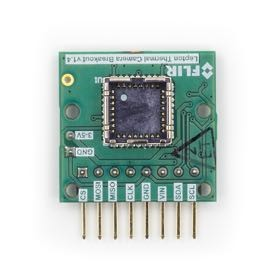 FLIR
Lepton Thermal Camera Breakout v1.4
3-5V
GND
CS
MOSI
MISO
CLK
GND
VIN
SDA
SCL